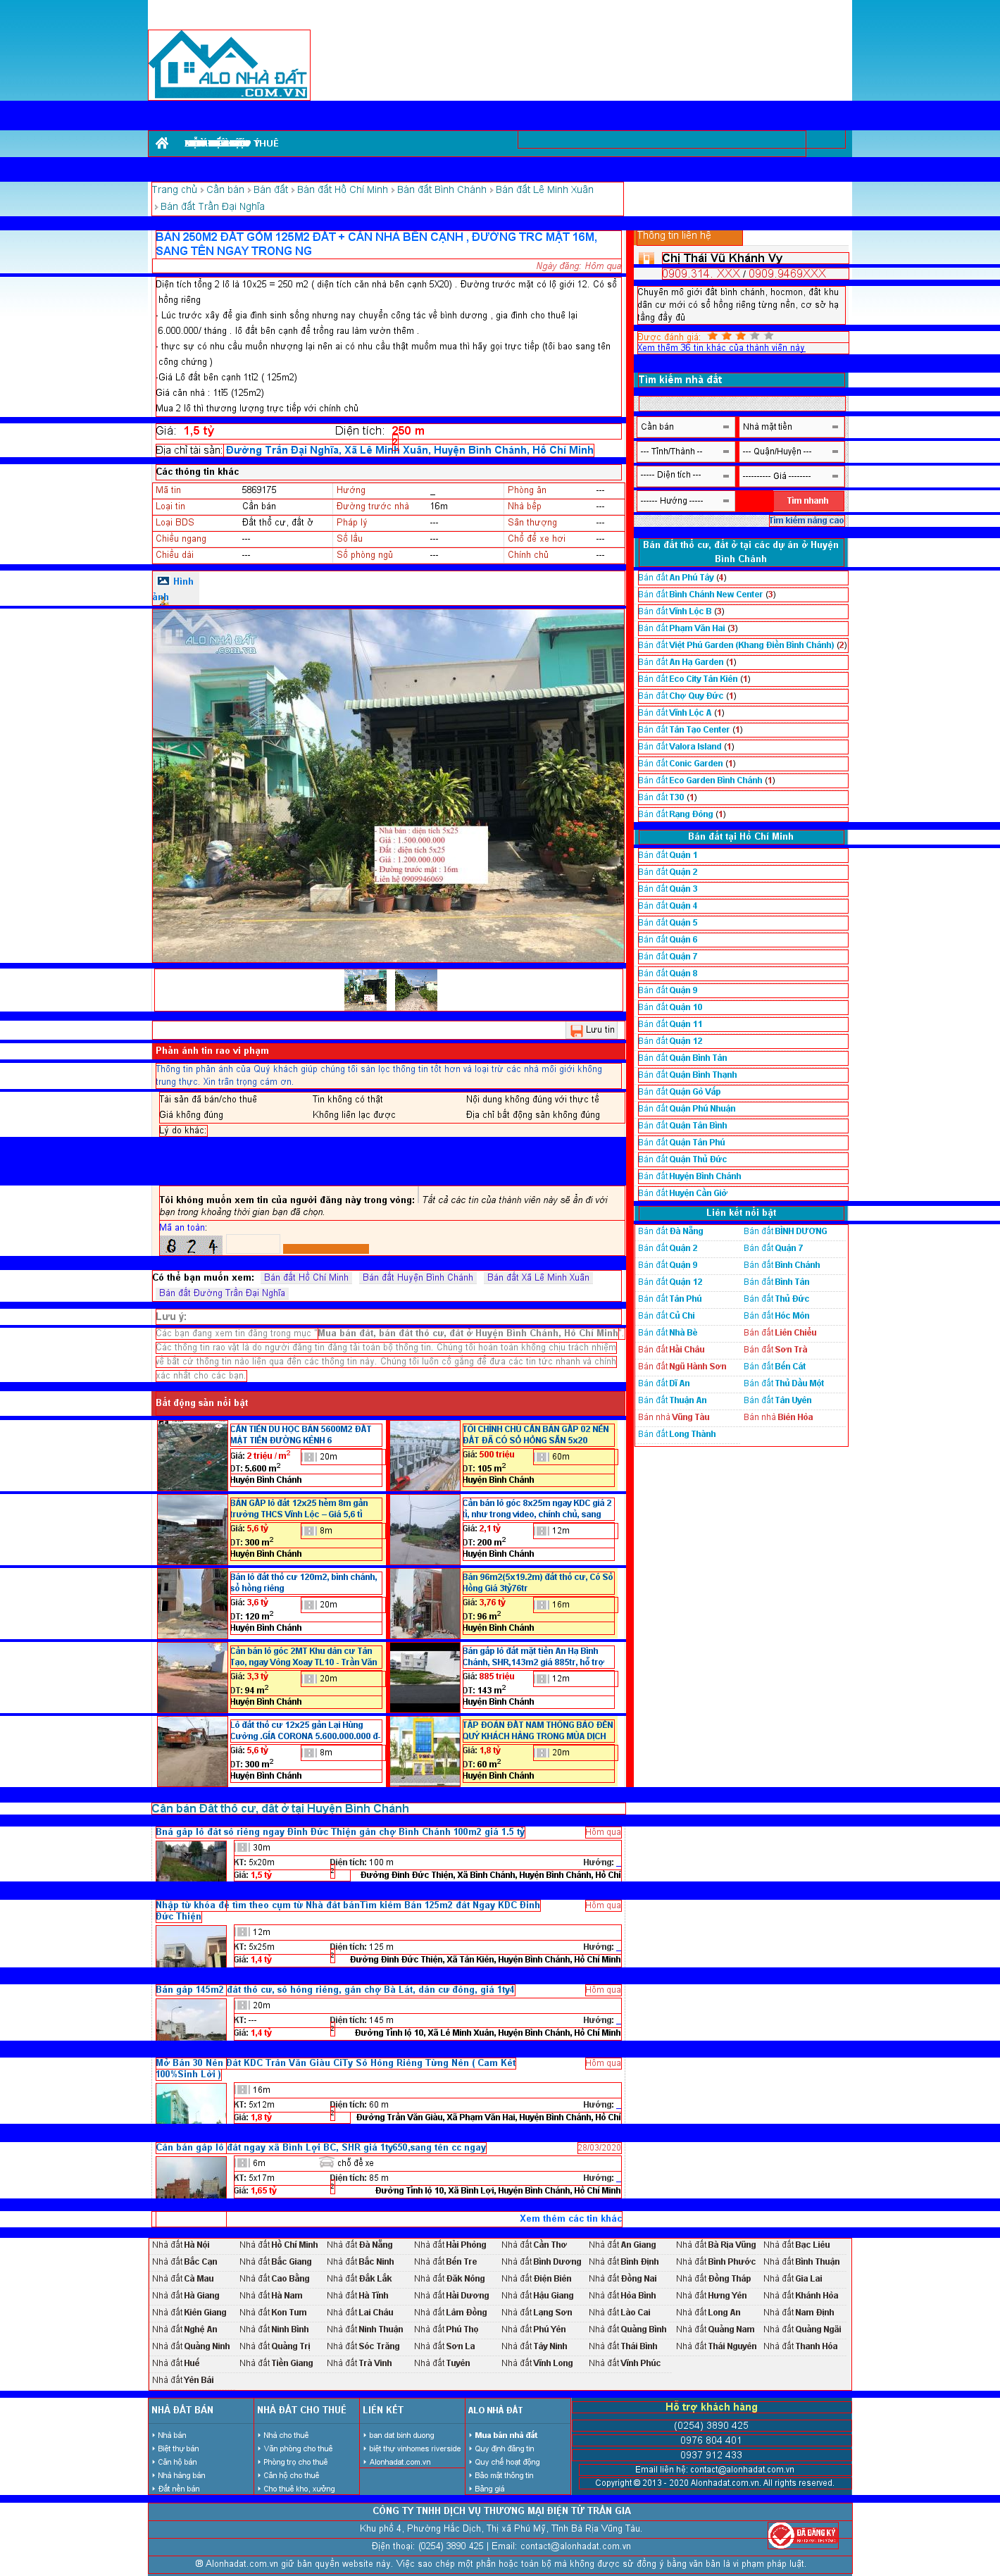 ALO NHÀ ĐẤT
.COM.VN
Trang chủ › Cần bán › Bán đất › Bán đất Hồ Chí Minh › Bán đất Bình Chánh › Bán đất Lê Minh Xuân
› Bán đất Trần Đại Nghĩa
BÁN 250M2 ĐẤT GỒM 125M2 ĐẤT + CĂN NHÀ BÊN CẠNH , ĐƯỜNG TRC MẶT 16M,
SANG TÊN NGAY TRONG NG
Ngày đăng: Hôm qua
Diện tích tổng 2 lô là 10x25 = 250 m2 ( diện tích căn nhà bên cạnh 5X20) . Đường trước mặt có lộ giới 12. Có sổ
hồng riêng
- Lúc trước xây để gia đình sinh sống nhưng nay chuyển công tác về bình dương , gia đình cho thuê lại
6.000.000/ tháng . lô đất bên cạnh để trồng rau làm vườn thêm .
- thực sự có nhu cầu muốn nhượng lại nên ai có nhu cầu thật muốn mua thì hãy gọi trực tiếp (tôi bao sang tên
công chứng )
-Giá Lô đất bên cạnh 1tỉ2 ( 125m2)
Giá căn nhà : 1tỉ5 (125m2)
Mua 2 lô thì thương lượng trực tiếp với chính chủ
Giá: 1,5 tỷ Diện tích: 250 m
Địa chỉ tài sản: Đường Trần Đại Nghĩa, Xã Lê Minh Xuân, Huyện Bình Chánh, Hồ Chí Minh
Các thông tin khác
Mã tin 5869175 Hướng _ Phòng ăn ---
Loại tin Cần bán Đường trước nhà 16m Nhà bếp ---
Loại BDS Đất thổ cư, đất ở Pháp lý --- Sân thượng ---
Chiều ngang --- Số lầu --- Chổ để xe hơi ---
Chiều dài --- Số phòng ngủ --- Chính chủ ---
Hình
ảnh
- Nhà bán : diện tích 5x25
- Giá : 1.500.000.000
- Đất : diện tích 5x25
- Giá : 1.200.000.000
- Đường trước mặt : 16m
Liên hệ 0909946069
Lưu tin
Phản ánh tin rao vi phạm
Thông tin phản ánh của Quý khách giúp chúng tôi sàn lọc thông tin tốt hơn và loại trừ các nhà môi giới không
trung thực. Xin trân trọng cám ơn.
Tài sản đã bán/cho thuê Tin không có thật Nội dung không đúng với thực tế
Giá không đúng Không liên lạc được Địa chỉ bất động sản không đúng
Lý do khác:
Tôi không muốn xem tin của người đăng này trong vòng: Tất cả các tin của thành viên này sẽ ẩn đi với
bạn trong khoảng thời gian bạn đã chọn.
Mã an toàn:
8 2 4
Có thể bạn muốn xem: Bán đất Hồ Chí Minh Bán đất Huyện Bình Chánh Bán đất Xã Lê Minh Xuân
Bán đất Đường Trần Đại Nghĩa
Lưu ý:
Các bạn đang xem tin đăng trong mục "Mua bán đất, bán đất thổ cư, đất ở Huyện Bình Chánh, Hồ Chí Minh"
Các thông tin rao vặt là do người đăng tin đăng tải toàn bộ thông tin. Chúng tôi hoàn toàn không chịu trách nhiệm
về bất cứ thông tin nào liên qua đến các thông tin này. Chúng tôi luôn cố gắng để đưa các tin tức nhanh và chính
xác nhất cho các bạn.
Bất động sản nổi bật
CẦN TIỀN DU HỌC BÁN 5600M2 ĐẤT
MẶT TIỀN ĐƯỜNG KÊNH 6
Giá: 2 triệu / m2 20m
DT: 5.600 m2
Huyện Bình Chánh
TÔI CHÍNH CHỦ CẦN BÁN GẤP 02 NỀN
ĐẤT ĐÃ CÓ SỔ HỒNG SẴN 5x20
Giá: 500 triệu 60m
DT: 105 m2
Huyện Bình Chánh
BÁN GẤP lô đất 12x25 hẻm 8m gần
trường THCS Vĩnh Lộc – Giá 5,6 tỉ
Giá: 5,6 tỷ 8m
DT: 300 m2
Huyện Bình Chánh
Cần bán lô góc 8x25m ngay KDC giá 2
tỉ, như trong video, chính chủ, sang
Giá: 2,1 tỷ 12m
DT: 200 m2
Huyện Bình Chánh
Bán lô đất thổ cư 120m2, bình chánh,
sổ hồng riêng
Giá: 3,6 tỷ 20m
DT: 120 m2
Huyện Bình Chánh
Bán 96m2(5x19.2m) đất thổ cư, Có Sổ
Hồng Giá 3tỷ76tr
Giá: 3,76 tỷ 16m
DT: 96 m2
Huyện Bình Chánh
Cần bán lô góc 2MT Khu dân cư Tân
Tạo, ngay Vòng Xoay TL10 - Trần Văn
Giá: 3,3 tỷ 20m
DT: 94 m2
Huyện Bình Chánh
Bán gấp lô đất mặt tiền An Hạ Bình
Chánh, SHR,143m2 giá 885tr, hỗ trợ
Giá: 885 triệu 12m
DT: 143 m2
Huyện Bình Chánh
Lô đất thổ cư 12x25 gần Lại Hùng
Cường .GÍA CORONA 5.600.000.000 đ-
Giá: 5,6 tỷ 8m
DT: 300 m2
Huyện Bình Chánh
TẬP ĐOÀN ĐẤT NAM THÔNG BÁO ĐẾN
QUÝ KHÁCH HÀNG TRONG MÙA DỊCH
Giá: 1,8 tỷ 20m
DT: 60 m2
Huyện Bình Chánh
Cần bán Đất thổ cư, đất ở tại Huyện Bình Chánh
Bná gấp lô đất sổ riêng ngay Đinh Đức Thiện gần chợ Bình Chánh 100m2 giá 1.5 tỷ Hôm qua
30m
KT: 5x20m Diện tích: 100 m Hướng: _
Giá: 1,5 tỷ Đường Đinh Đức Thiện, Xã Bình Chánh, Huyện Bình Chánh, Hồ Chí
Nhập từ khóa để tìm theo cụm từ Nhà đất bánTìm kiếm Bán 125m2 đất Ngay KDC Đinh Hôm qua
Đức Thiện
12m
KT: 5x25m Diện tích: 125 m Hướng: _
Giá: 1,4 tỷ Đường Đinh Đức Thiện, Xã Tân Kiên, Huyện Bình Chánh, Hồ Chí Minh
Bán gấp 145m2 đất thổ cư, sổ hồng riêng, gần chợ Bà Lát, dân cư đông, giá 1ty4 Hôm qua
20m
KT: --- Diện tích: 145 m Hướng: _
Giá: 1,4 tỷ Đường Tỉnh lộ 10, Xã Lê Minh Xuân, Huyện Bình Chánh, Hồ Chí Minh
Mở Bán 30 Nền Đất KDC Trần Văn Giàu CiTy Sổ Hồng Riêng Từng Nền ( Cam Kết Hôm qua
100%Sinh Lời )
16m
KT: 5x12m Diện tích: 60 m Hướng: _
Giá: 1,8 tỷ Đường Trần Văn Giàu, Xã Phạm Văn Hai, Huyện Bình Chánh, Hồ Chí
Cần bán gấp lô đất ngay xã Bình Lợi BC, SHR giá 1ty650,sang tên cc ngay 28/03/2020
6m chỗ để xe
KT: 5x17m Diện tích: 85 m Hướng: _
Giá: 1,65 tỷ Đường Tỉnh lộ 10, Xã Bình Lợi, Huyện Bình Chánh, Hồ Chí Minh
Xem thêm các tin khác
Thông tin liên hệ
Chị Thái Vũ Khánh Vy
0909.314. XXX / 0909.9469XXX
Chuyên mô giới đất bình chánh, hocmon, đất khu
dân cư mới có sổ hồng riêng từng nền, cơ sở hạ
tầng đầy đủ
Được đánh giá:
Xem thêm 36 tin khác của thành viên này
Tìm kiếm nhà đất
Cần bán Nhà mặt tiền
--- Tỉnh/Thành -- --- Quận/Huyện ---
----- Diện tích --- ---------- Giá --------
------ Hướng ----- Tìm nhanh
Tìm kiếm nâng cao
Bán đất thổ cư, đất ở tại các dự án ở Huyện
Bình Chánh
Bán đất An Phú Tây (4)
Bán đất Bình Chánh New Center (3)
Bán đất Vĩnh Lộc B (3)
Bán đất Phạm Văn Hai (3)
Bán đất Việt Phú Garden (Khang Điền Bình Chánh) (2)
Bán đất An Hạ Garden (1)
Bán đất Eco City Tân Kiên (1)
Bán đất Chợ Quy Đức (1)
Bán đất Vĩnh Lộc A (1)
Bán đất Tân Tạo Center (1)
Bán đất Valora Island (1)
Bán đất Conic Garden (1)
Bán đất Eco Garden Bình Chánh (1)
Bán đất T30 (1)
Bán đất Rạng Đông (1)
Bán đất tại Hồ Chí Minh
Bán đất Quận 1
Bán đất Quận 2
Bán đất Quận 3
Bán đất Quận 4
Bán đất Quận 5
Bán đất Quận 6
Bán đất Quận 7
Bán đất Quận 8
Bán đất Quận 9
Bán đất Quận 10
Bán đất Quận 11
Bán đất Quận 12
Bán đất Quận Bình Tân
Bán đất Quận Bình Thạnh
Bán đất Quận Gò Vấp
Bán đất Quận Phú Nhuận
Bán đất Quận Tân Bình
Bán đất Quận Tân Phú
Bán đất Quận Thủ Đức
Bán đất Huyện Bình Chánh
Bán đất Huyện Cần Giờ
Liên kết nổi bật
Bán đất Đà Nẵng Bán đất BÌNH DƯƠNG
Bán đất Quận 2 Bán đất Quận 7
Bán đất Quận 9 Bán đất Bình Chánh
Bán đất Quận 12 Bán đất Bình Tân
Bán đất Tân Phú Bán đất Thủ Đức
Bán đất Củ Chi Bán đất Hóc Môn
Bán đất Nhà Bè Bán đất Liên Chiểu
Bán đất Hải Châu Bán đất Sơn Trà
Bán đất Ngũ Hành Sơn Bán đất Bến Cát
Bán đất Dĩ An Bán đất Thủ Dầu Một
Bán đất Thuận An Bán đất Tân Uyên
Bán nhà Vũng Tàu Bán nhà Biên Hòa
Bán đất Long Thành
Nhà đất Hà Nội Nhà đất Hồ Chí Minh Nhà đất Đà Nẵng Nhà đất Hải Phòng Nhà đất Cần Thơ Nhà đất An Giang Nhà đất Bà Rịa Vũng Nhà đất Bạc Liêu
Nhà đất Bắc Cạn Nhà đất Bắc Giang Nhà đất Bắc Ninh Nhà đất Bến Tre Nhà đất Bình Dương Nhà đất Bình Định Nhà đất Bình Phước Nhà đất Bình Thuận
Nhà đất Cà Mau Nhà đất Cao Bằng Nhà đất Đắk Lắk Nhà đất Đăk Nông Nhà đất Điện Biên Nhà đất Đồng Nai Nhà đất Đồng Tháp Nhà đất Gia Lai
Nhà đất Hà Giang Nhà đất Hà Nam Nhà đất Hà Tĩnh Nhà đất Hải Dương Nhà đất Hậu Giang Nhà đất Hòa Bình Nhà đất Hưng Yên Nhà đất Khánh Hòa
Nhà đất Kiên Giang Nhà đất Kon Tum Nhà đất Lai Châu Nhà đất Lâm Đồng Nhà đất Lạng Sơn Nhà đất Lào Cai Nhà đất Long An Nhà đất Nam Định
Nhà đất Nghệ An Nhà đất Ninh Bình Nhà đất Ninh Thuận Nhà đất Phú Thọ Nhà đất Phú Yên Nhà đất Quảng Bình Nhà đất Quảng Nam Nhà đất Quảng Ngãi
Nhà đất Quảng Ninh Nhà đất Quảng Trị Nhà đất Sóc Trăng Nhà đất Sơn La Nhà đất Tây Ninh Nhà đất Thái Bình Nhà đất Thái Nguyên Nhà đất Thanh Hóa
Nhà đất Huế Nhà đất Tiền Giang Nhà đất Trà Vinh Nhà đất Tuyên Nhà đất Vĩnh Long Nhà đất Vĩnh Phúc
Nhà đất Yên Bái
NHÀ ĐẤT BÁN NHÀ ĐẤT CHO THUÊ LIÊN KẾT ALO NHÀ ĐẤT
Nhà bán Nhà cho thuê ban dat binh duong Mua bán nhà đất
Biệt thự bán Văn phòng cho thuê biệt thự vinhomes riverside Quy định đăng tin
Căn hộ bán Phòng trọ cho thuê Alonhadat.com.vn Quy chế hoạt động
Nhà hàng bán Căn hộ cho thuê Bảo mật thông tin
Đất nền bán Cho thuê kho, xưởng Bảng giá
Hỗ trợ khách hàng
(0254) 3890 425
0976 804 401
0937 912 433
Email liên hệ: contact@alonhadat.com.vn
Copyright © 2013 - 2020 Alonhadat.com.vn. All rights reserved.
CÔNG TY TNHH DỊCH VỤ THƯƠNG MẠI ĐIỆN TỬ TRẦN GIA
Khu phố 4, Phường Hắc Dịch, Thị xã Phú Mỹ, Tỉnh Bà Rịa Vũng Tàu.
Điện thoại: (0254) 3890 425 | Email: contact@alonhadat.com.vn
ĐÃ ĐĂNG KÝ
® Alonhadat.com.vn giữ bản quyền website này. Việc sao chép một phần hoặc toàn bộ mà không được sử đồng ý bằng văn bản là vi phạm pháp luật.